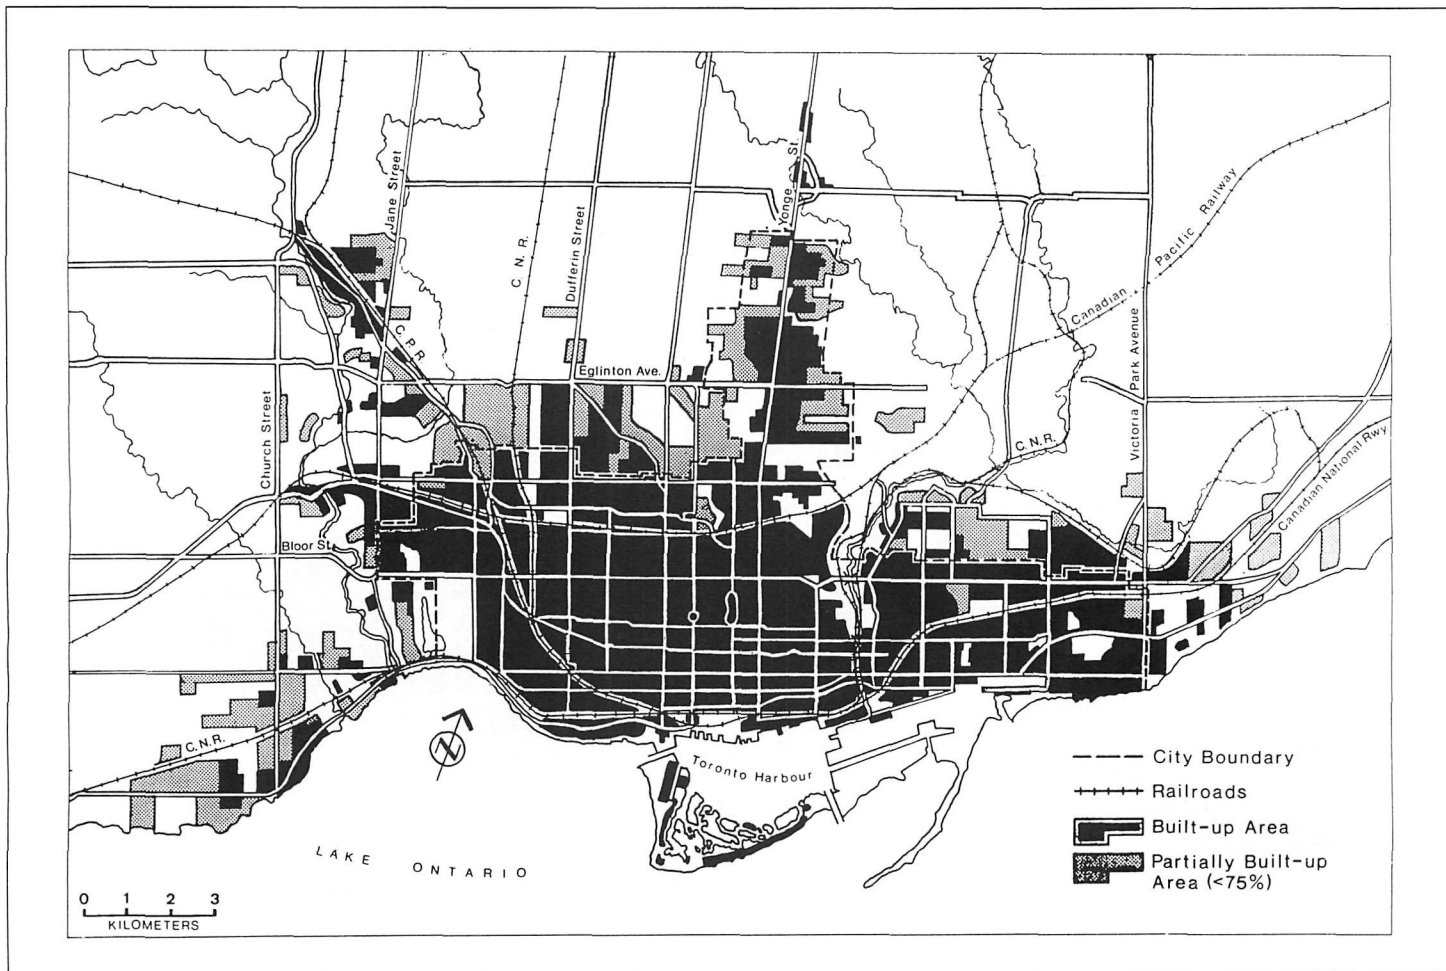 Jane Street
C. N. R.
Dufferin Street
Yonge St.
Canadian Pacific Railway
C.P.R.
Eglinton Ave.
Church Street
Victoria Park Avenue
C.N.R.
Canadian National Rwy
Bloor St.
C.N.R.
N
Toronto Harbour
LAKE ONTARIO
City Boundary
Railroads
Built-up Area
Partially Built-up
Area (<75%)
0 1 2 3
KILOMETERS